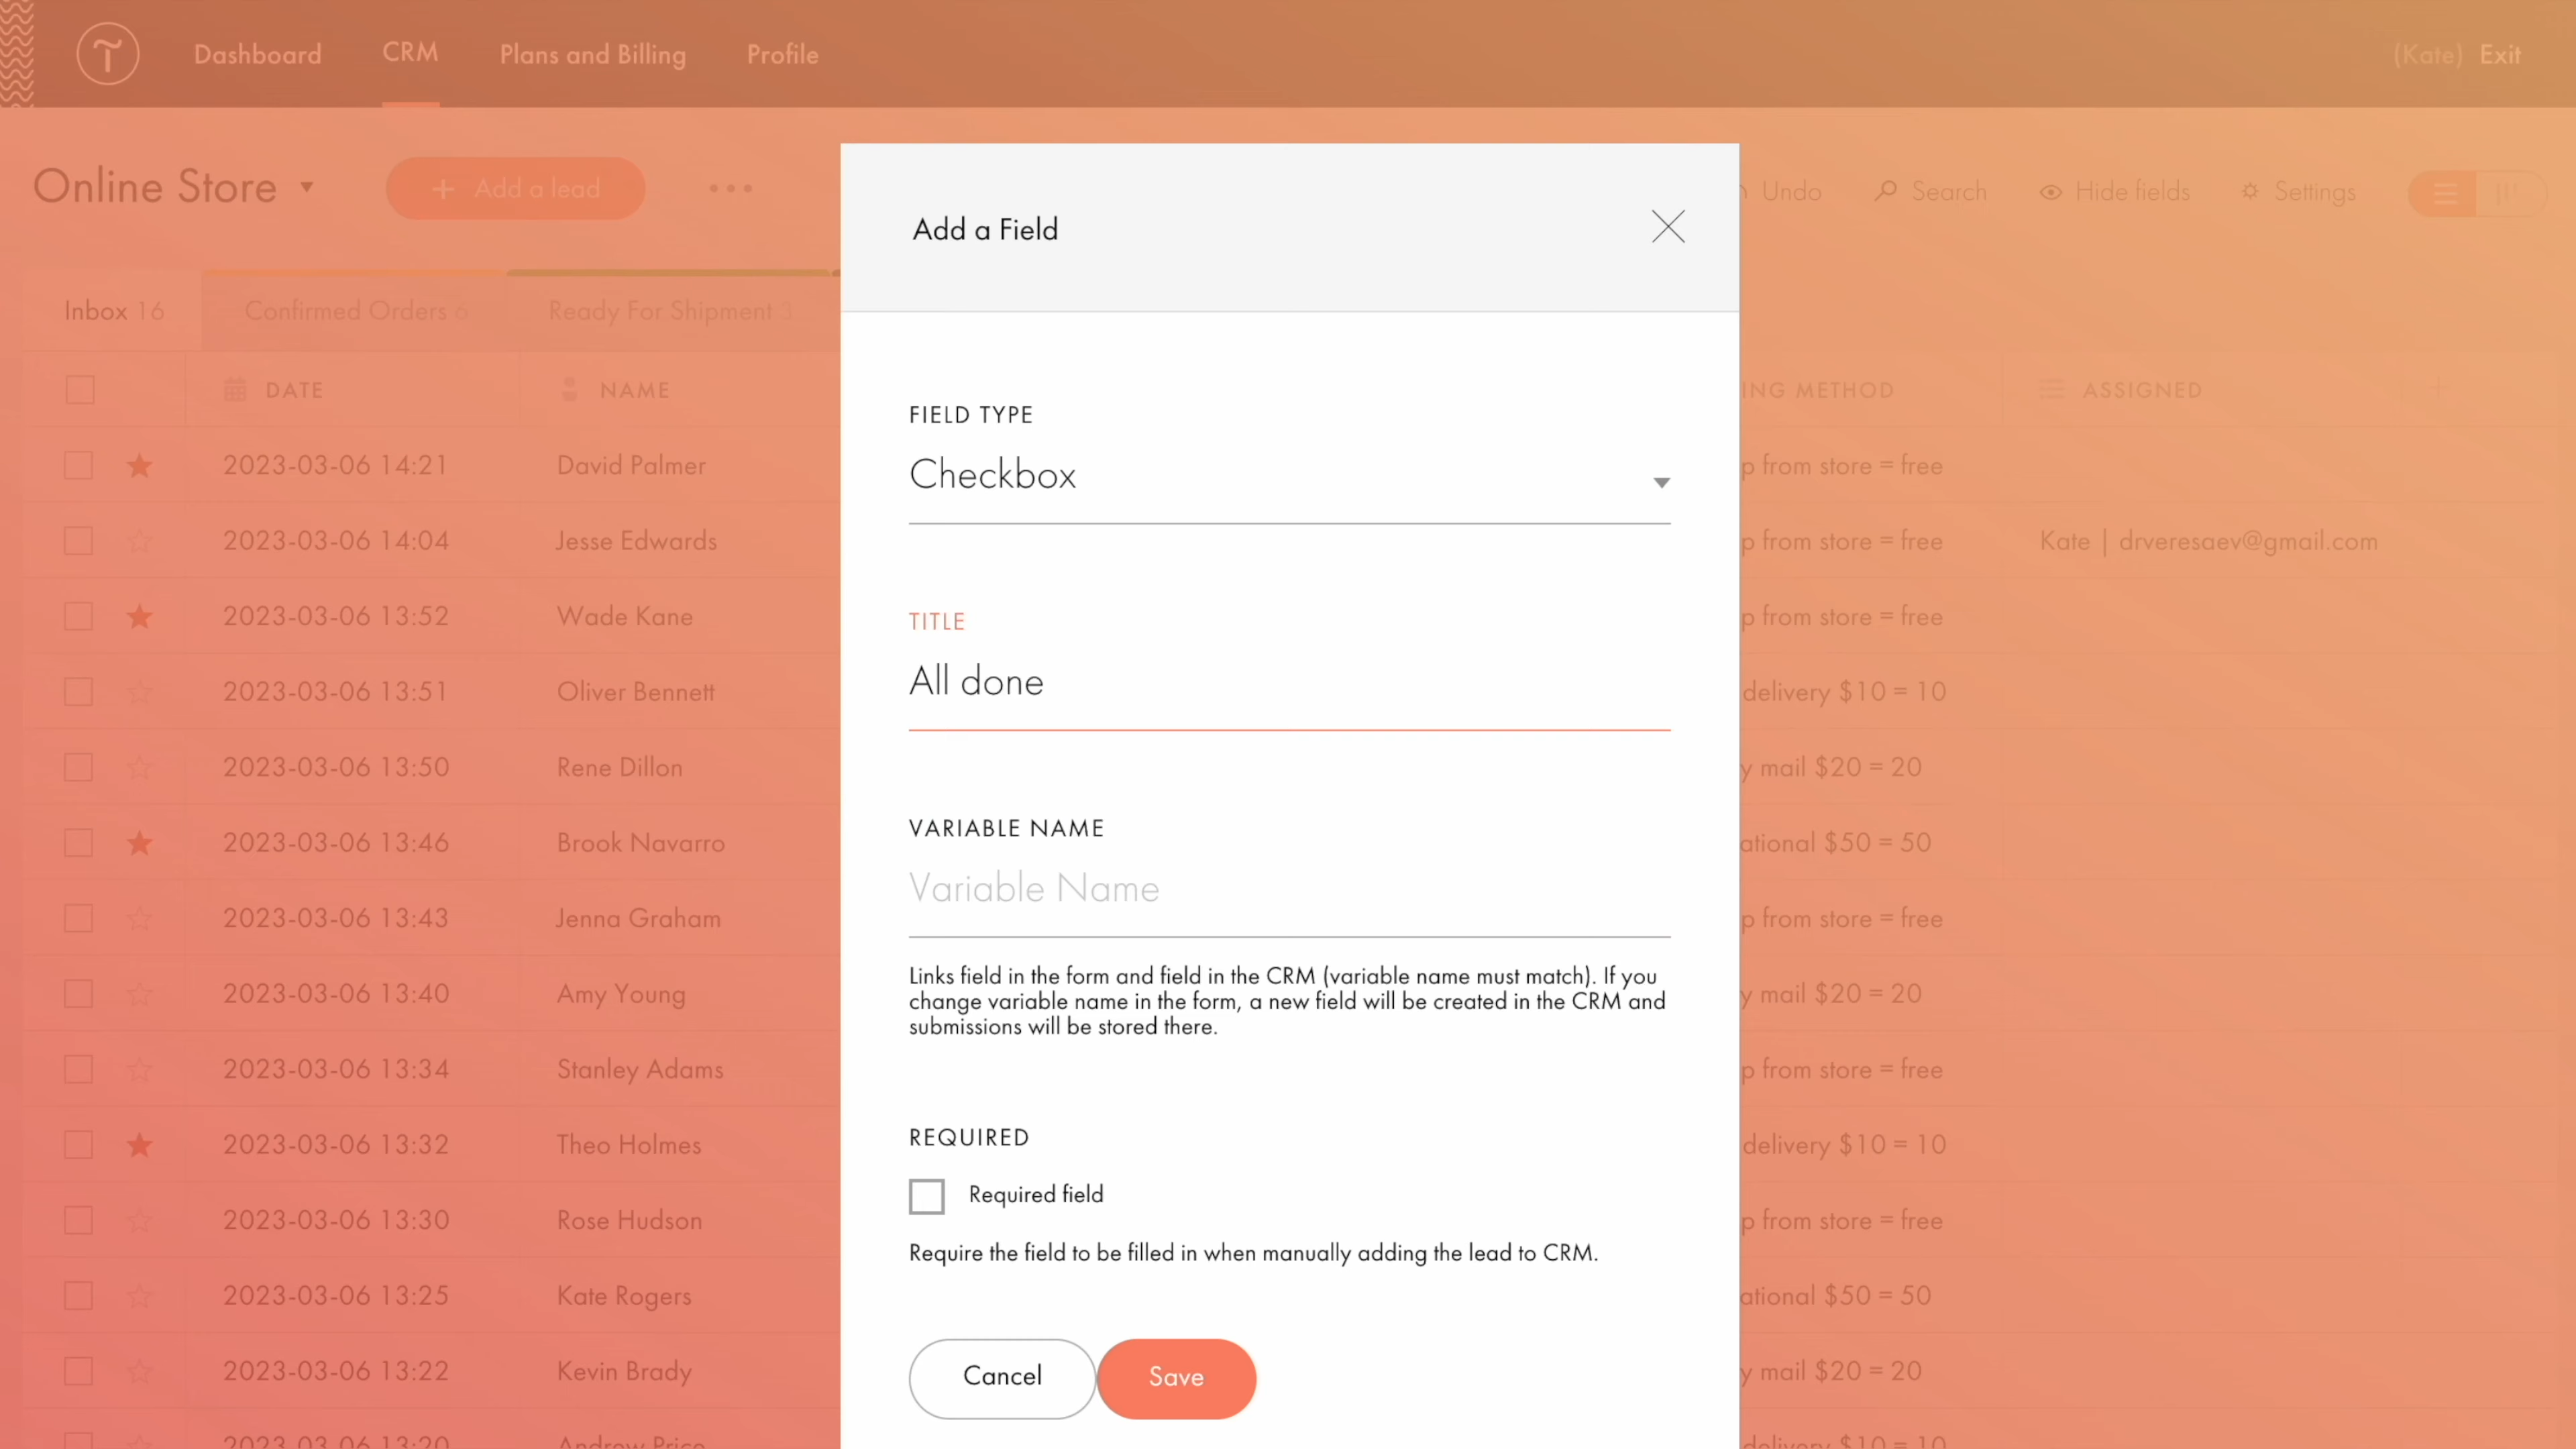 Dashboard
CRM
Plans and Billing
Profile
(Kate) Exit
Online Store
+ Add a lead
Undo
Search
Hide fields
Settings
Add a Field
Inbox 16
Confirmed Orders 6
Ready For Shipment 3
DATE
NAME
ING METHOD
ASSIGNED
FIELD TYPE
Checkbox
TITLE
All done
VARIABLE NAME
Variable Name
Links field in the form and field in the CRM (variable name must match). If you
change variable name in the form, a new field will be created in the CRM and
submissions will be stored there.
REQUIRED
Required field
Require the field to be filled in when manually adding the lead to CRM.
Cancel
Save
2023-03-06 14:21 David Palmer p from store = free
2023-03-06 14:04 Jesse Edwards p from store = free Kate | drveresaev@gmail.com
2023-03-06 13:52 Wade Kane p from store = free
2023-03-06 13:51 Oliver Bennett delivery $10 = 10
2023-03-06 13:50 Rene Dillon y mail $20 = 20
2023-03-06 13:46 Brook Navarro ational $50 = 50
2023-03-06 13:43 Jenna Graham p from store = free
2023-03-06 13:40 Amy Young y mail $20 = 20
2023-03-06 13:34 Stanley Adams p from store = free
2023-03-06 13:32 Theo Holmes delivery $10 = 10
2023-03-06 13:30 Rose Hudson p from store = free
2023-03-06 13:25 Kate Rogers ational $50 = 50
2023-03-06 13:22 Kevin Brady y mail $20 = 20
2023-03-06 13:20 Andrew Price delivery $10 = 10